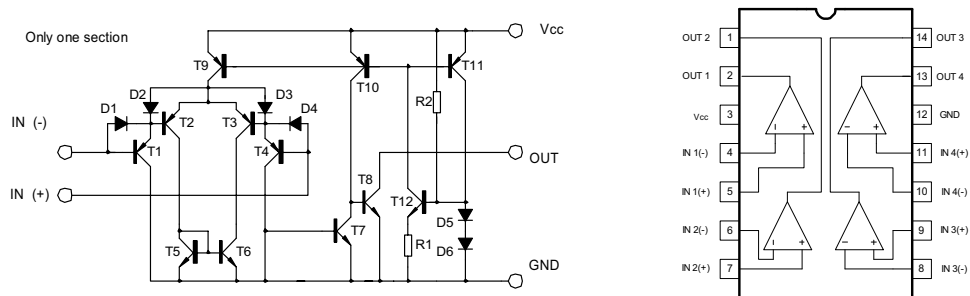 Only one section
Vcc
T9
T10
T11
D1
D2
D3
D4
R2
IN (-)
T2
T3
T1
T4
OUT
IN (+)
T8
T12
D5
T7
D6
T5
T6
R1
GND
OUT 2
1
14
OUT 3
OUT 1
2
13
OUT 4
Vcc
3
12
GND
IN 1(-)
4
11
IN 4(+)
IN 1(+)
5
10
IN 4(-)
IN 2(-)
6
9
IN 3(+)
IN 2(+)
7
8
IN 3(-)
- +
- +
- +
- +